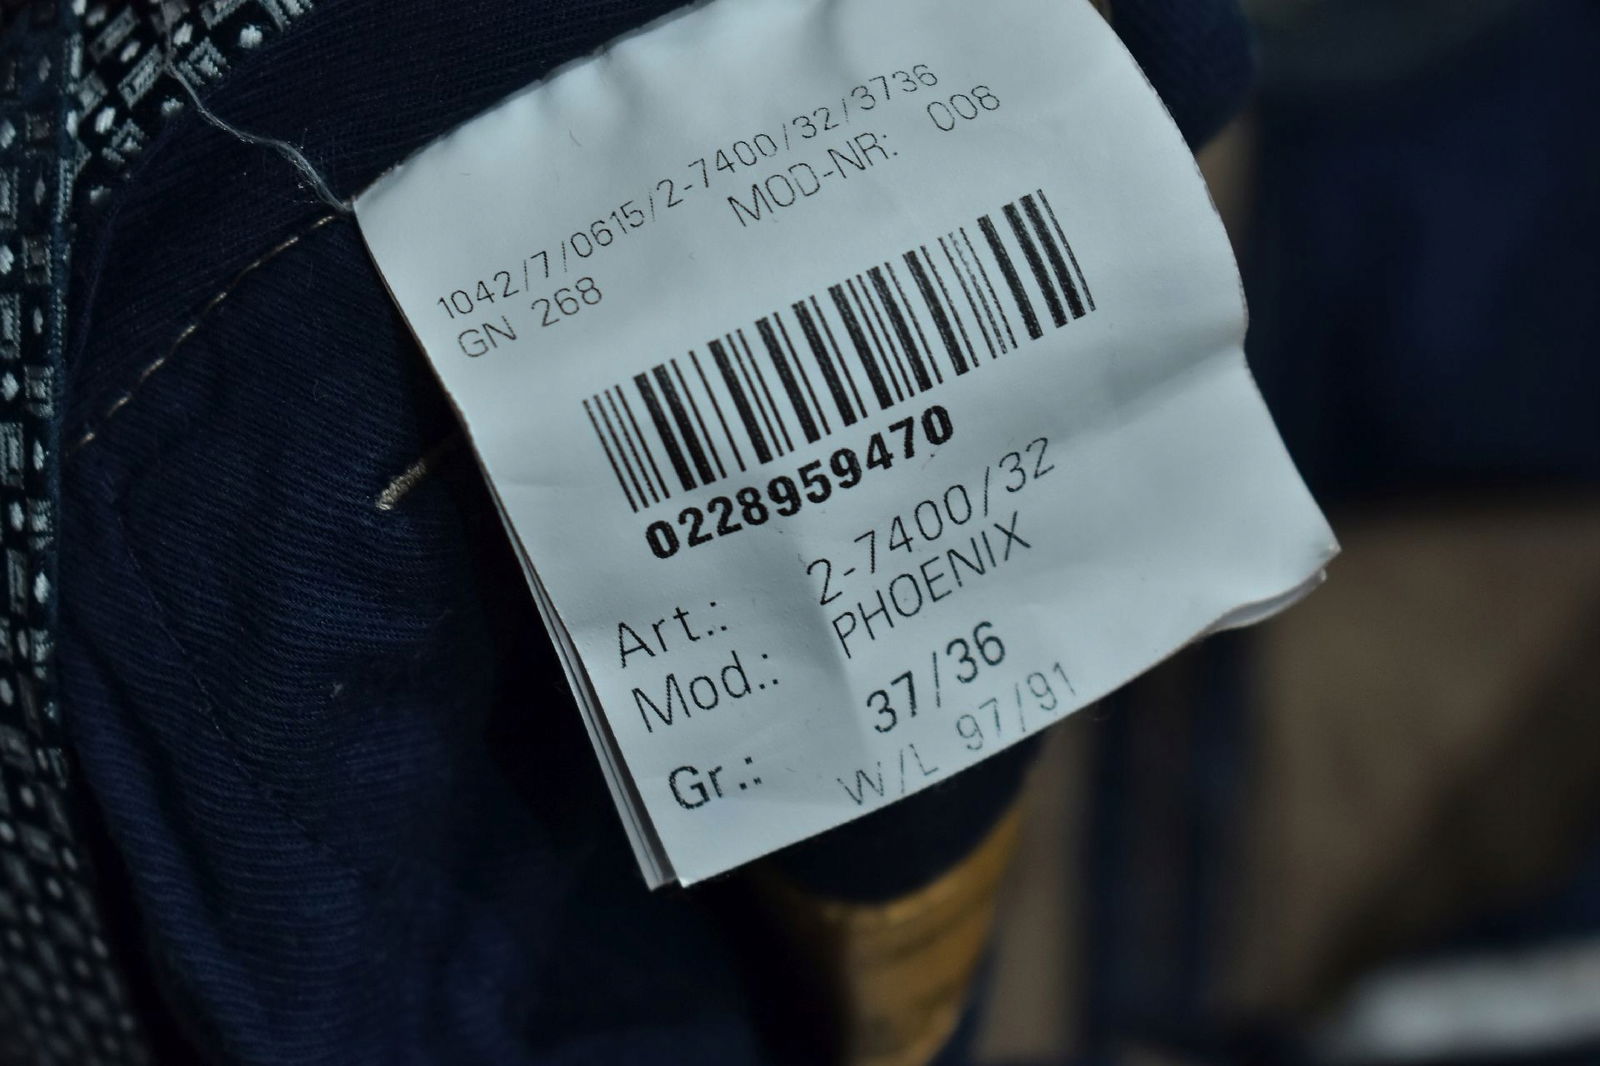 1042/7/0615/2-7400/32/3736
GN 268 MOD-NR: 008
0228959470
Art.: 2-7400/32
Mod.: PHOENIX
Gr.: 37/36
W/L 97/91